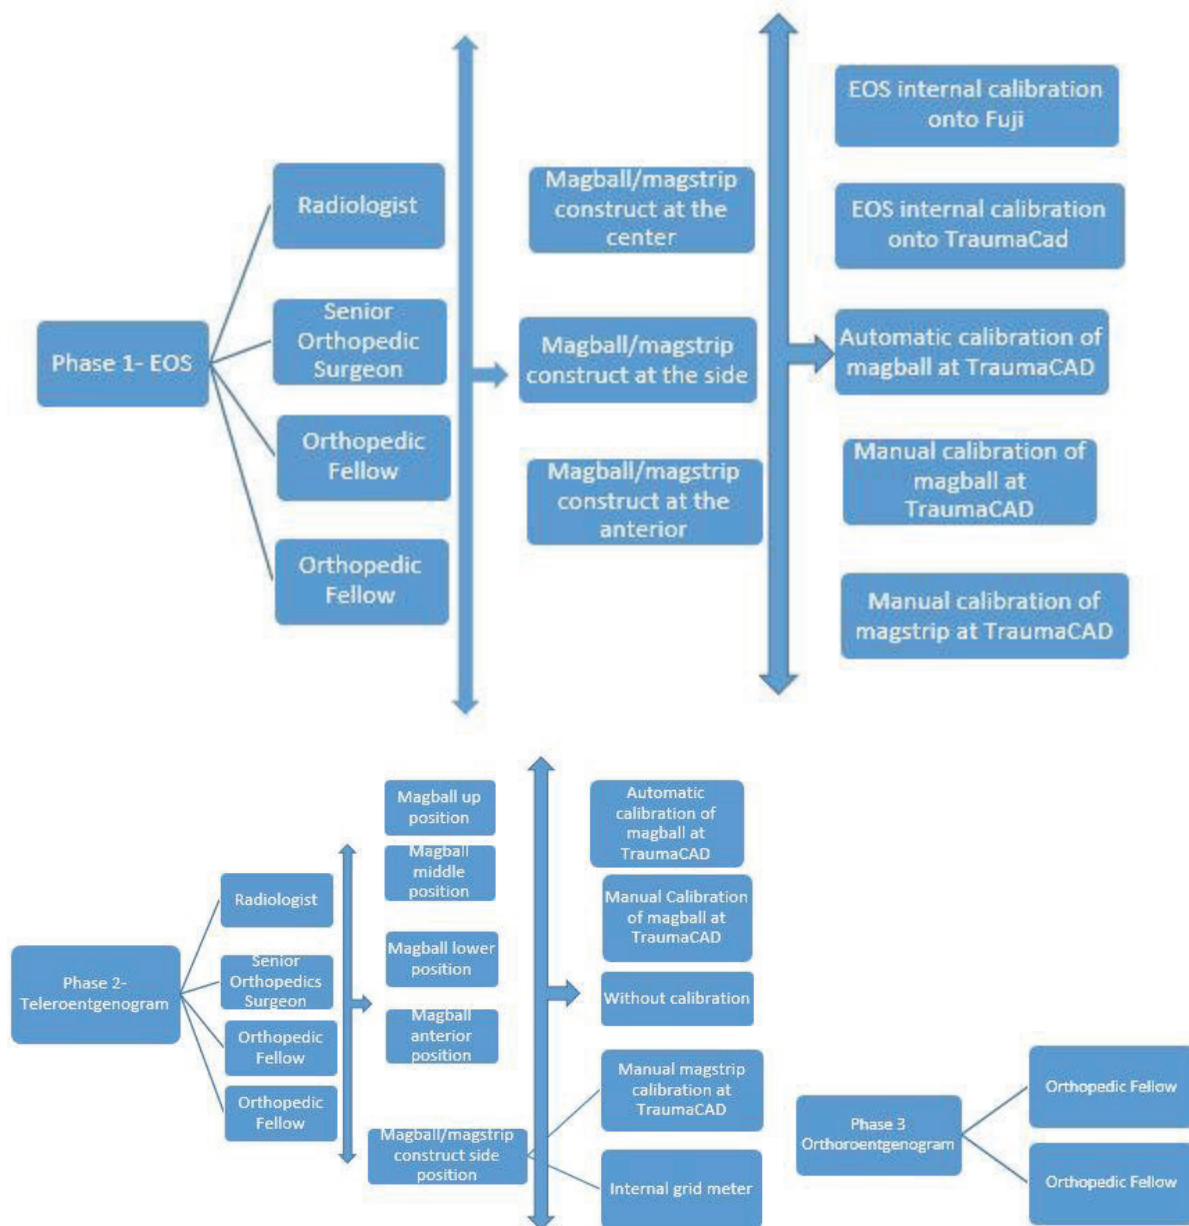 Phase 1- EOS
Radiologist
Senior
Orthopedic
Surgeon
Orthopedic
Fellow
Orthopedic
Fellow
Magball/magstrip
construct at the
center
Magball/magstrip
construct at the side
Magball/magstrip
construct at the
anterior
EOS internal calibration
onto Fuji
EOS internal calibration
onto TraumaCad
Automatic calibration of
magball at TraumaCAD
Manual calibration of
magball at
TraumaCAD
Manual calibration of
magstrip at TraumaCAD
Phase 2-
Teleroentgenogram
Radiologist
Senior
Orthopedics
Surgeon
Orthopedic
Fellow
Orthopedic
Fellow
Magball up
position
Magball
middle
position
Magball lower
position
Magball
anterior
position
Magball/magstrip
construct side
position
Automatic
calibration of
magball at
TraumaCAD
Manual Calibration
of magball at
TraumaCAD
Without calibration
Manual magstrip
calibration at
TraumaCAD
Internal grid meter
Phase 3
Orthoroentgenogram
Orthopedic Fellow
Orthopedic Fellow